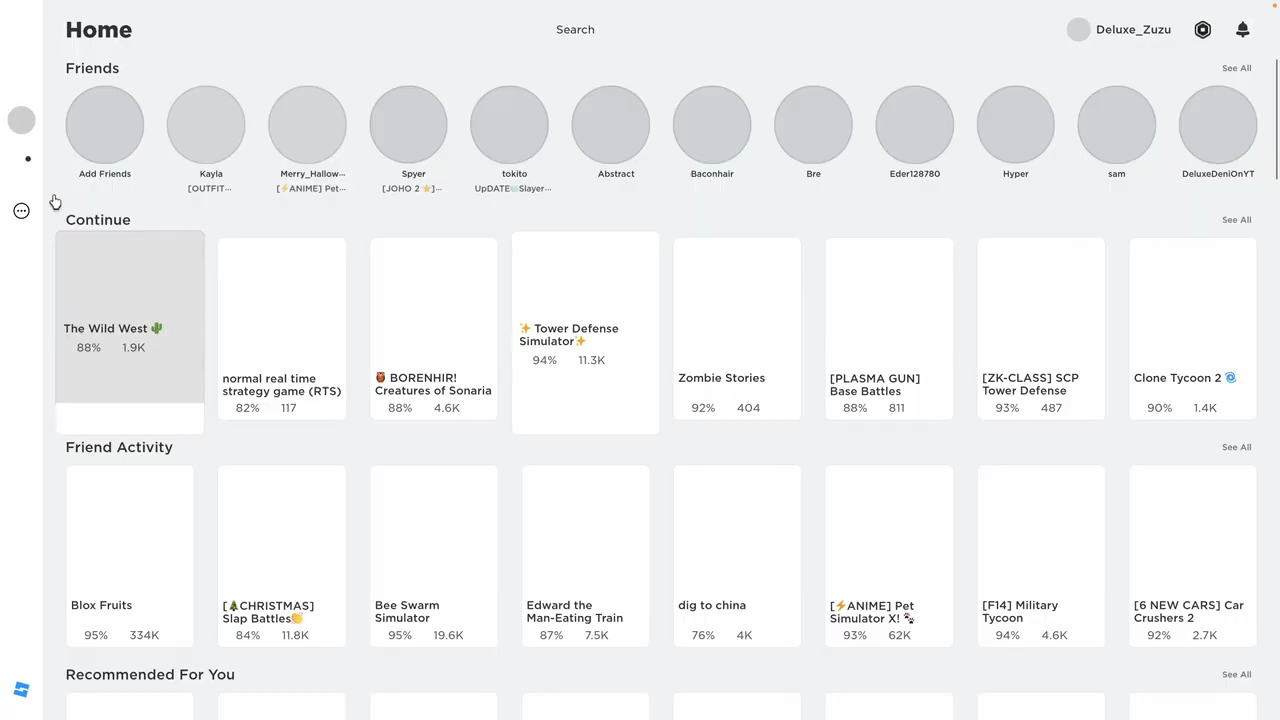 Home
Search
Deluxe_Zuzu
Friends
See All
Add Friends
Kayla
Merry_Hallow...
Spyer
tokito
Abstract
Baconhair
Bre
Eder128780
Hyper
sam
DeluxeDeniOnYT
[OUTFIT...
[⚡ANIME] Pet...
[JOHO 2 ⭐]...
UpDATE Slayer...
Continue
See All
The Wild West 🌵
88% 1.9K
normal real time
strategy game (RTS)
82% 117
🦉 BORENHIR!
Creatures of Sonaria
88% 4.6K
✨ Tower Defense
Simulator✨
94% 11.3K
Zombie Stories
92% 404
[PLASMA GUN]
Base Battles
88% 811
[ZK-CLASS] SCP
Tower Defense
93% 487
Clone Tycoon 2 🌀
90% 1.4K
Friend Activity
See All
Blox Fruits
95% 334K
[🎄CHRISTMAS]
Slap Battles👏
84% 11.8K
Bee Swarm
Simulator
95% 19.6K
Edward the
Man-Eating Train
87% 7.5K
dig to china
76% 4K
[⚡ANIME] Pet
Simulator X! 🐾
93% 62K
[F14] Military
Tycoon
94% 4.6K
[6 NEW CARS] Car
Crushers 2
92% 2.7K
Recommended For You
See All